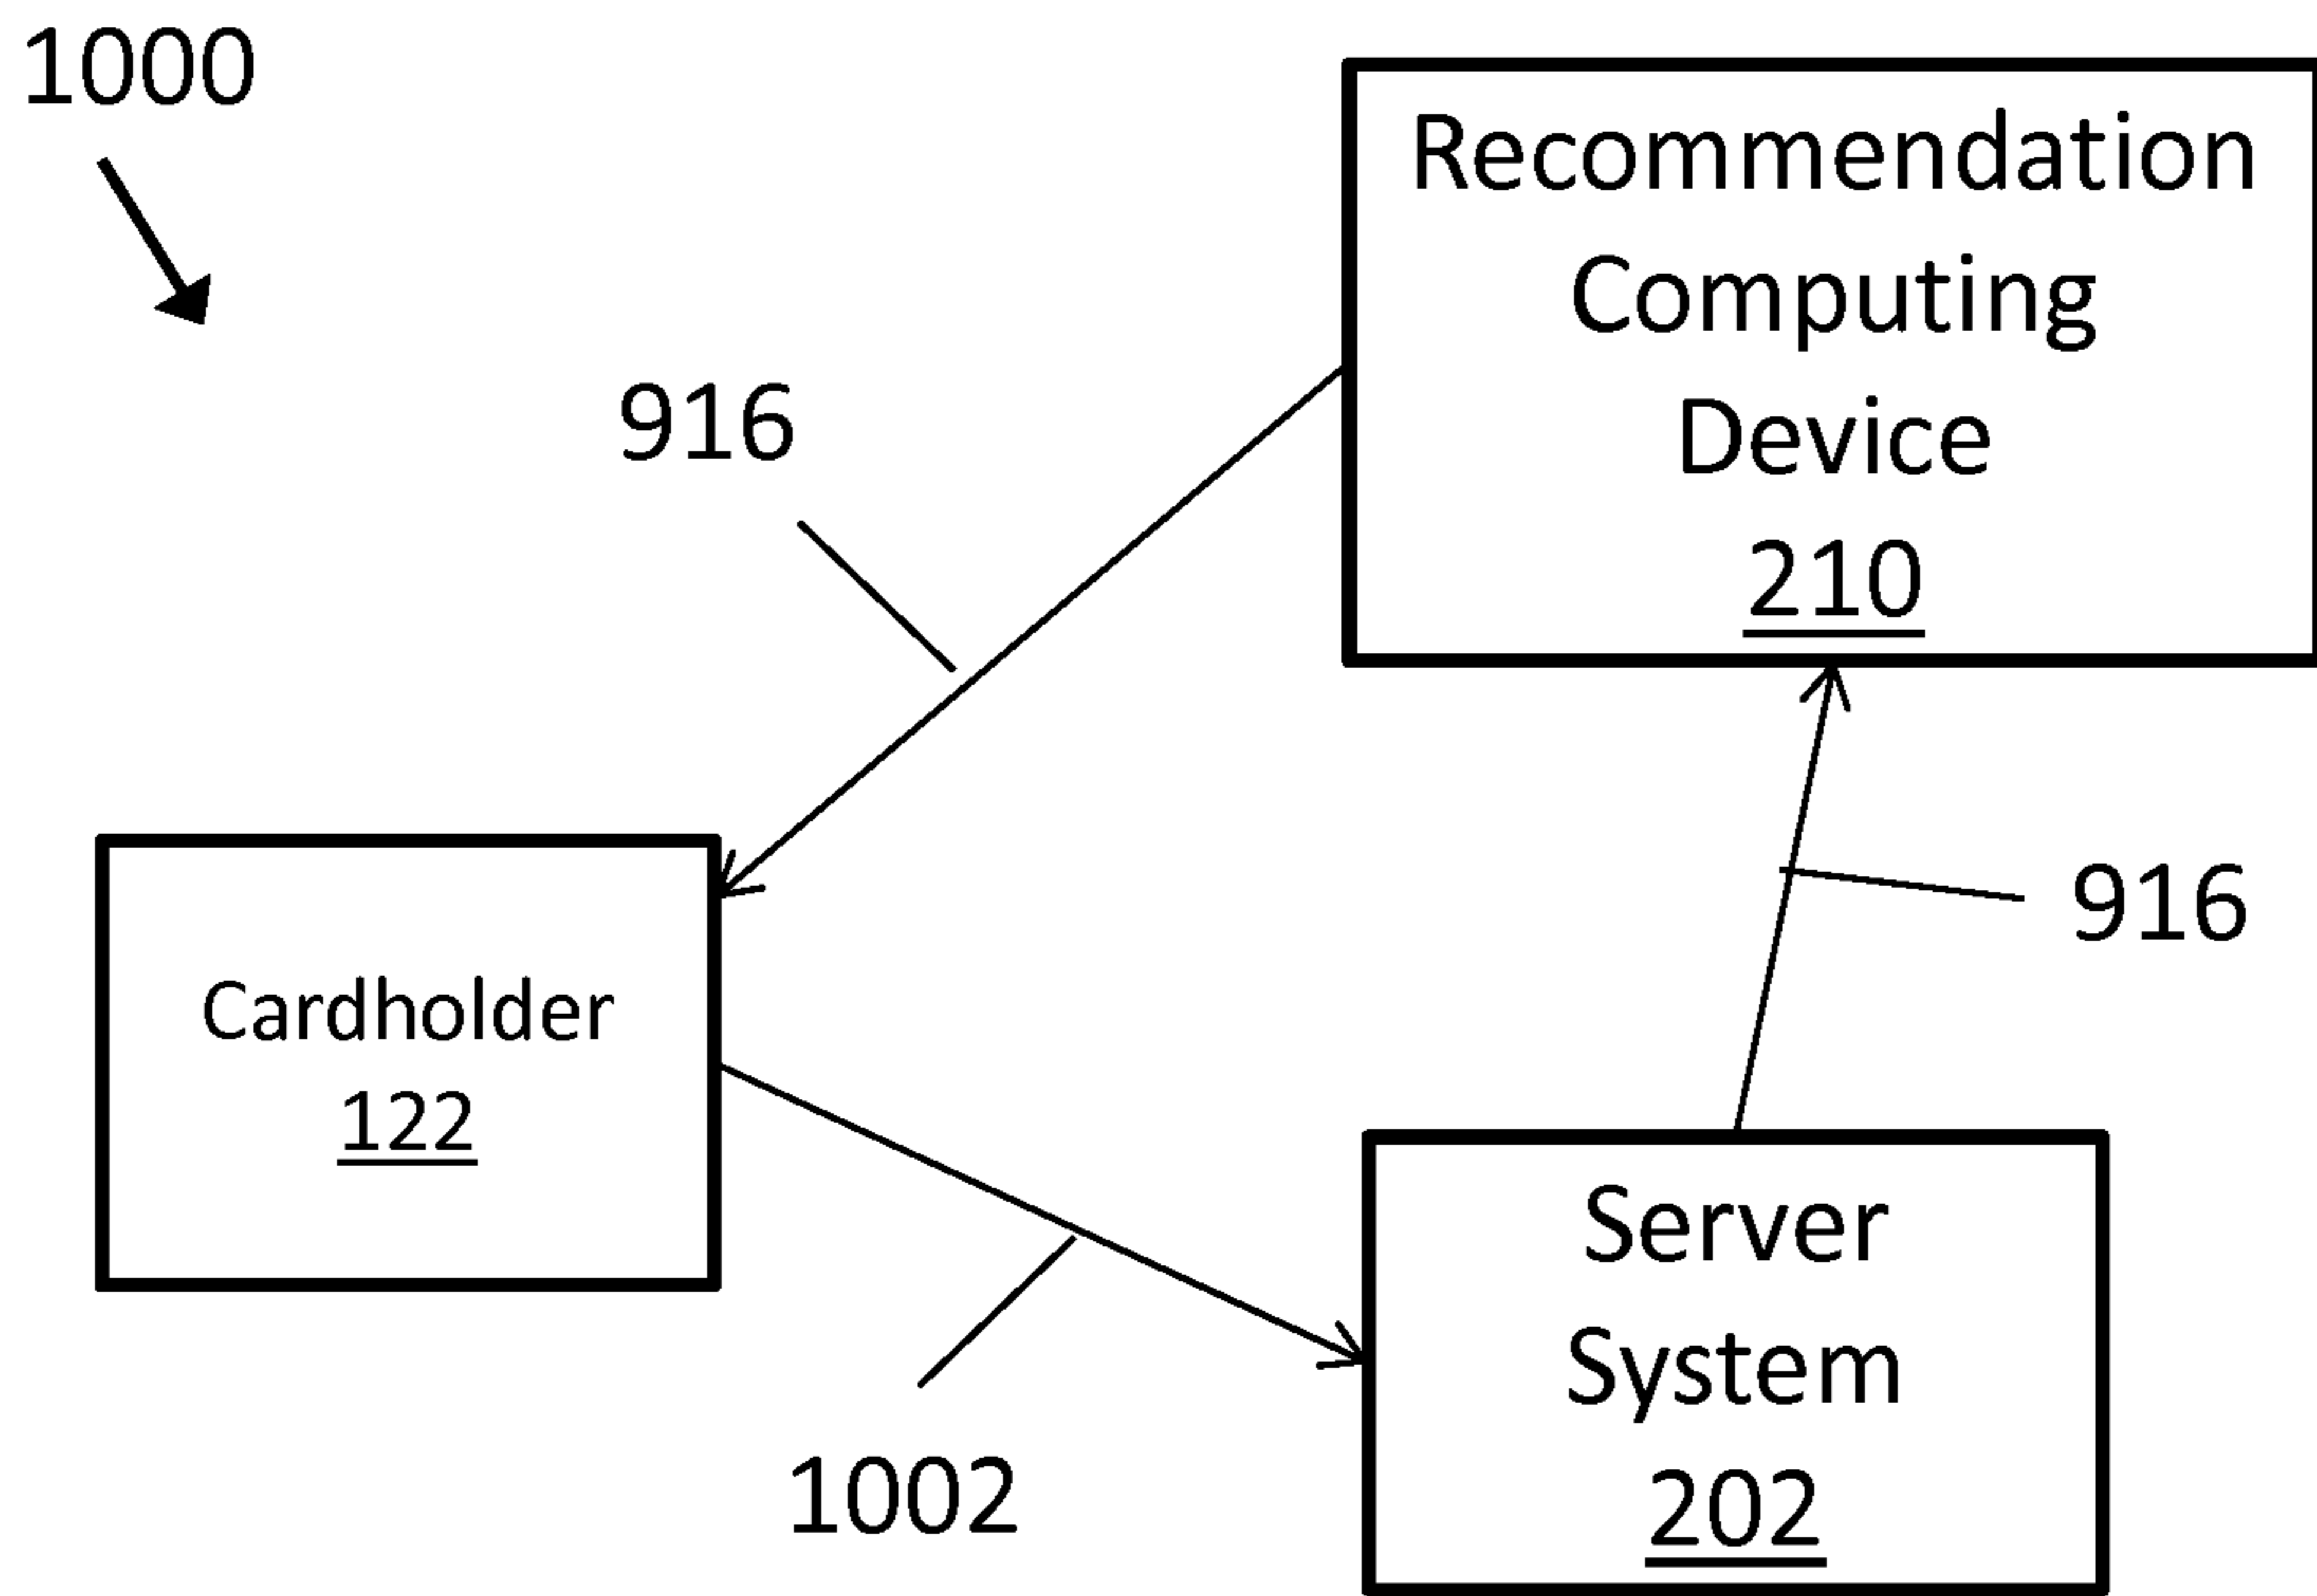 1000
Recommendation
Computing
Device
210
916
916
Cardholder
122
Server
System
202
1002